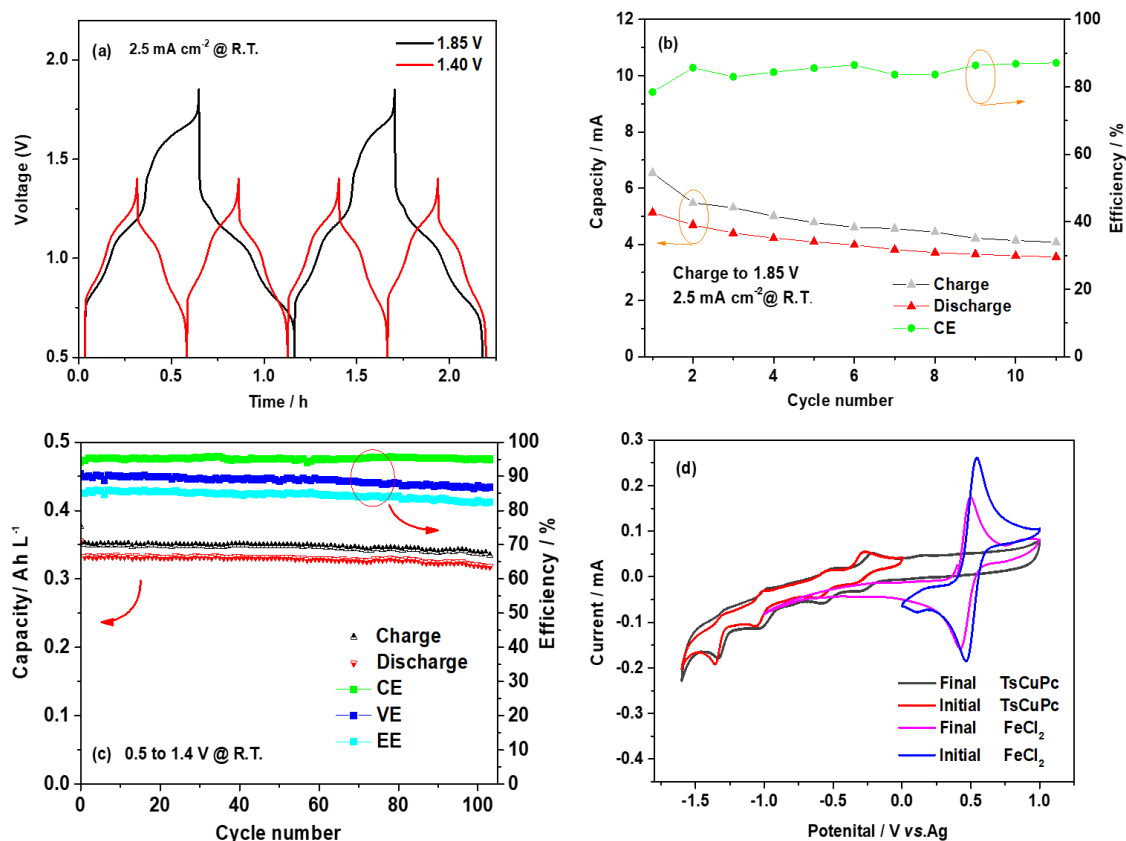 (a) 2.5 mA cm-2 @ R.T.
1.85 V
1.40 V
2.0
1.5
1.0
0.5
Voltage (V)
0.0 0.5 1.0 1.5 2.0
Time / h
(b)
12
10
8
6
4
2
0
Capacity / mA
100
80
60
40
20
0
Efficiency / %
Charge to 1.85 V
2.5 mA cm-2@ R.T.
Charge
Discharge
CE
2 4 6 8 10
Cycle number
0.5
0.4
0.3
0.2
0.1
0.0
Capacity/ Ah L-1
100
90
80
70
60
50
40
30
20
10
0
Efficiency / %
Charge
Discharge
CE
VE
EE
(c) 0.5 to 1.4 V @ R.T.
0 20 40 60 80 100
Cycle number
(d)
0.3
0.2
0.1
0.0
-0.1
-0.2
-0.3
-0.4
Current / mA
Final TsCuPc
Initial TsCuPc
Final FeCl2
Initial FeCl2
-1.5 -1.0 -0.5 0.0 0.5 1.0
Potenital / V vs.Ag